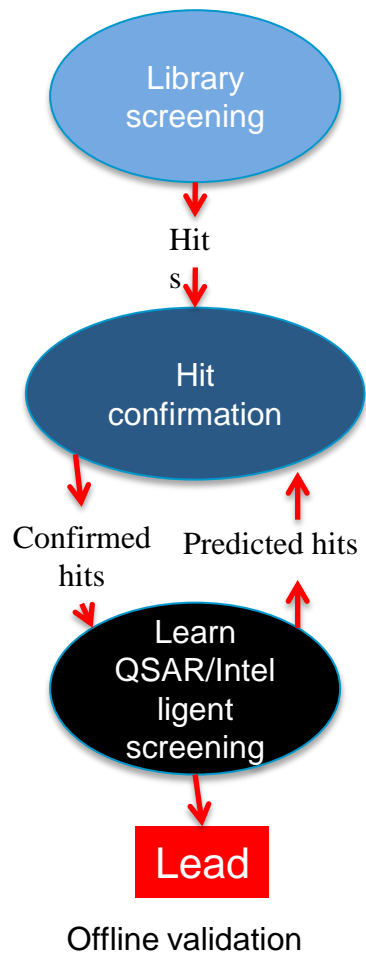 Library
screening
Hit
s
Hit
confirmation
Confirmed
hits
Predicted hits
Learn
QSAR/Intel
ligent
screening
Lead
Offline validation